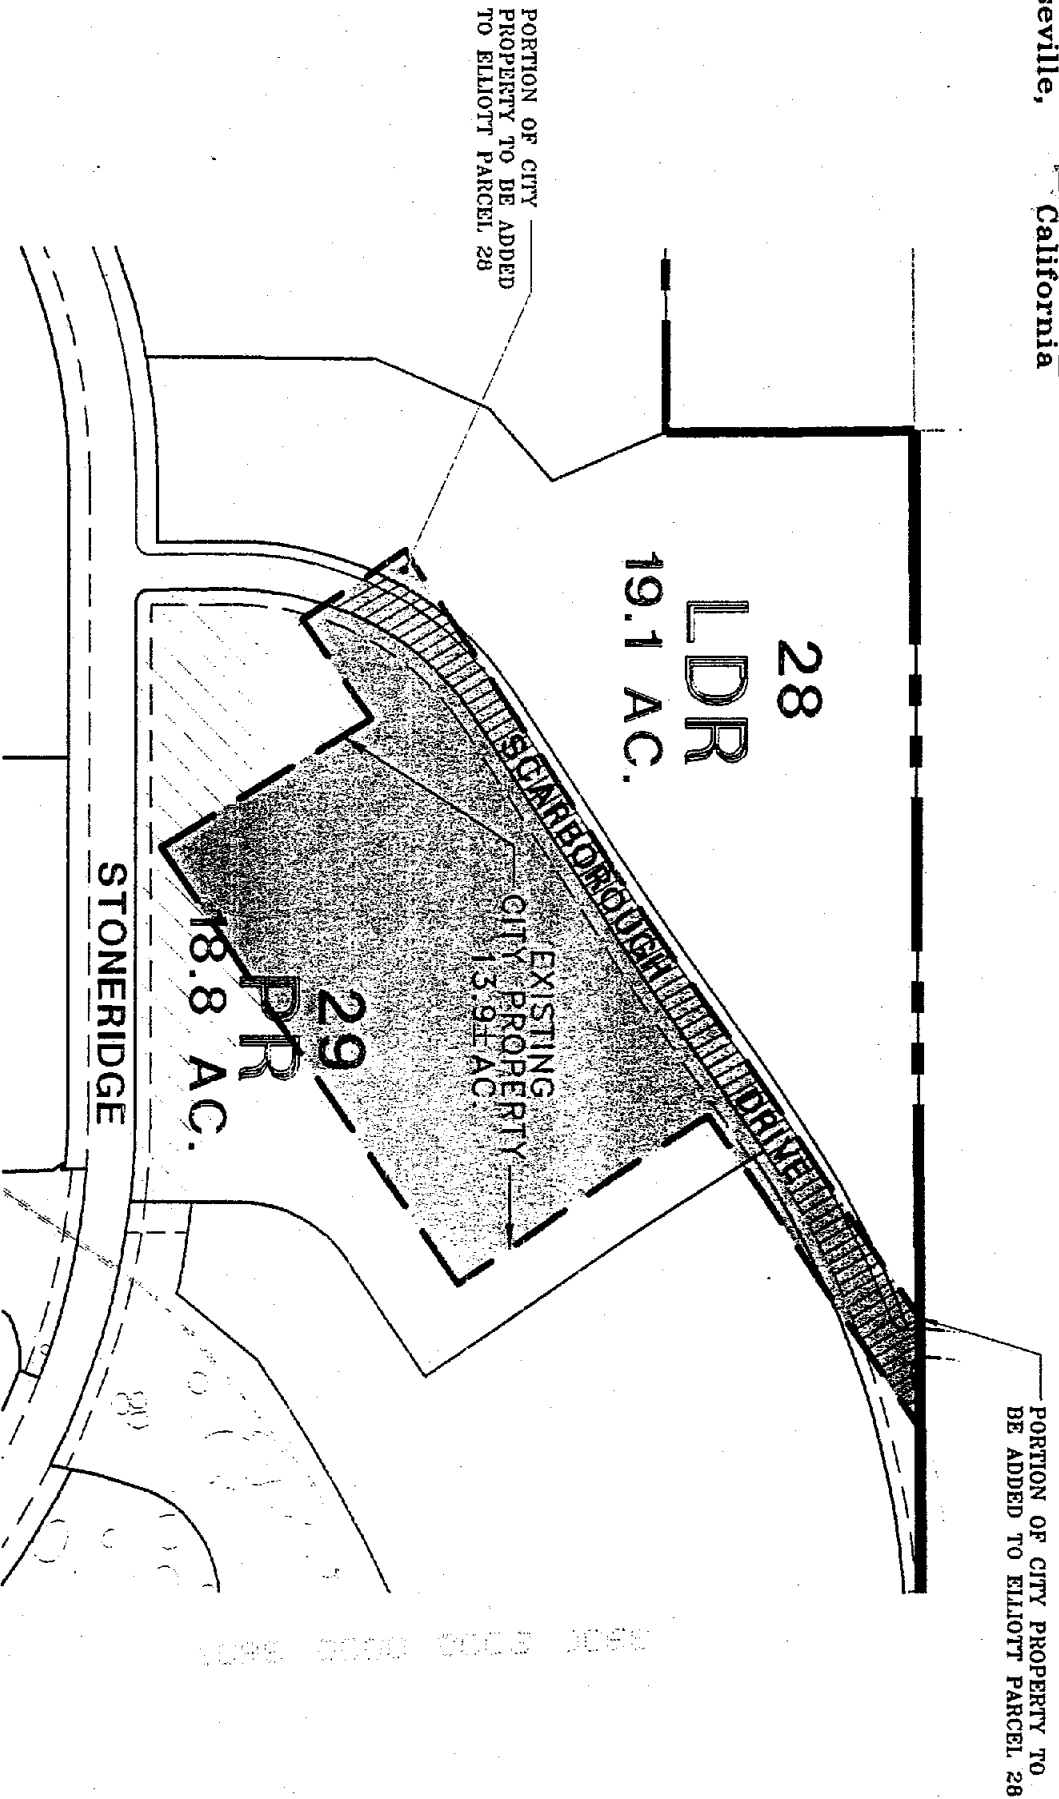 seville, California
PORTION OF CITY PROPERTY TO
BE ADDED TO ELLIOTT PARCEL 28
28
LDR
19.1 AC.
PORTION OF CITY
PROPERTY TO BE ADDED
TO ELLIOTT PARCEL 28
SCARBOROUGH DRIVE
EXISTING
CITY PROPERTY
13.9± AC.
29
PR
18.8 AC.
STONERIDGE